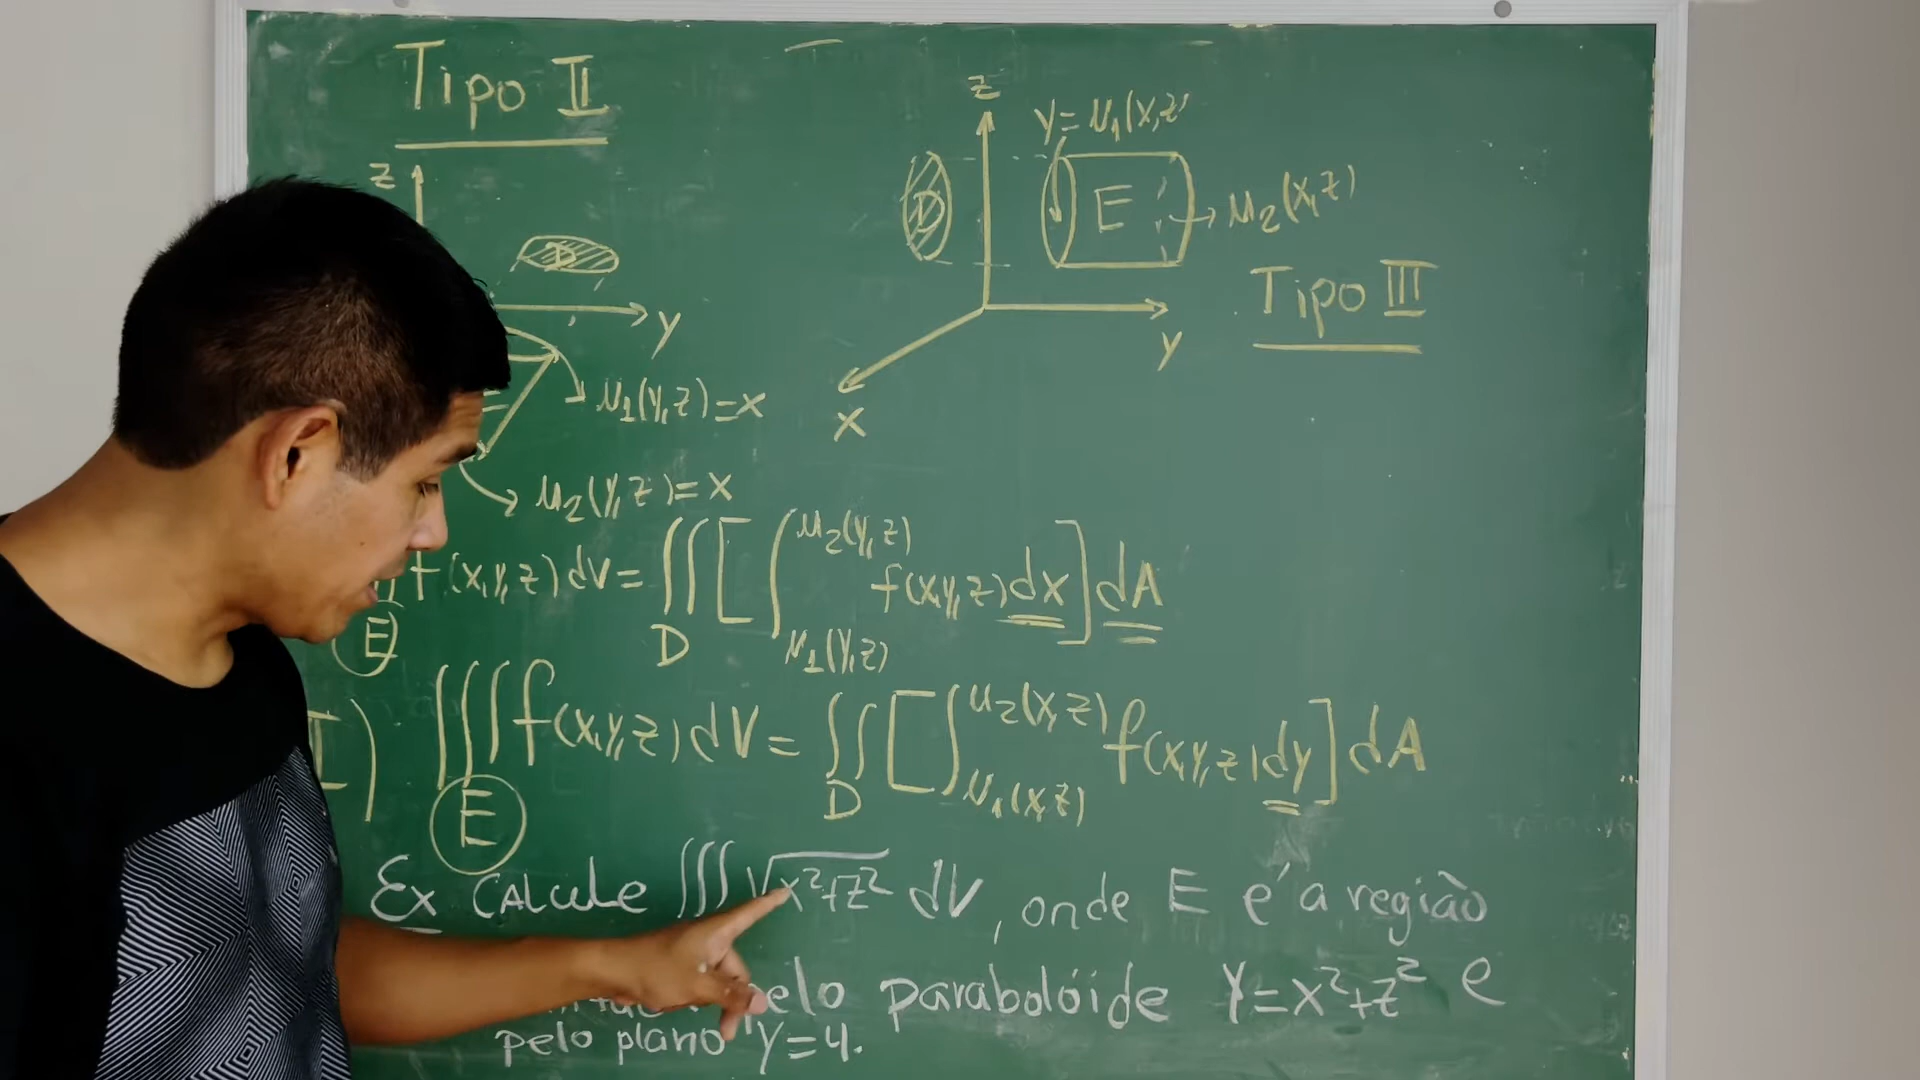 Tipo II
z
D
y
u₁(y,z)=x
u₂(y,z)=x
z
y=u₁(x,z)
D
E
u₂(x,z)
Tipo III
y
x
f(x,y,z)dV=∬[∫f(x,y,z)dx]dA
u₂(y,z)
E
D
u₁(y,z)
∭f(x,y,z)dV=∬[∫f(x,y,z)dy]dA
u₂(x,z)
E
D
u₁(x,z)
Ex Calcule ∭√x²+z² dV, onde E é a região
pelo parabolóide y=x²+z² e
pelo plano y=4.